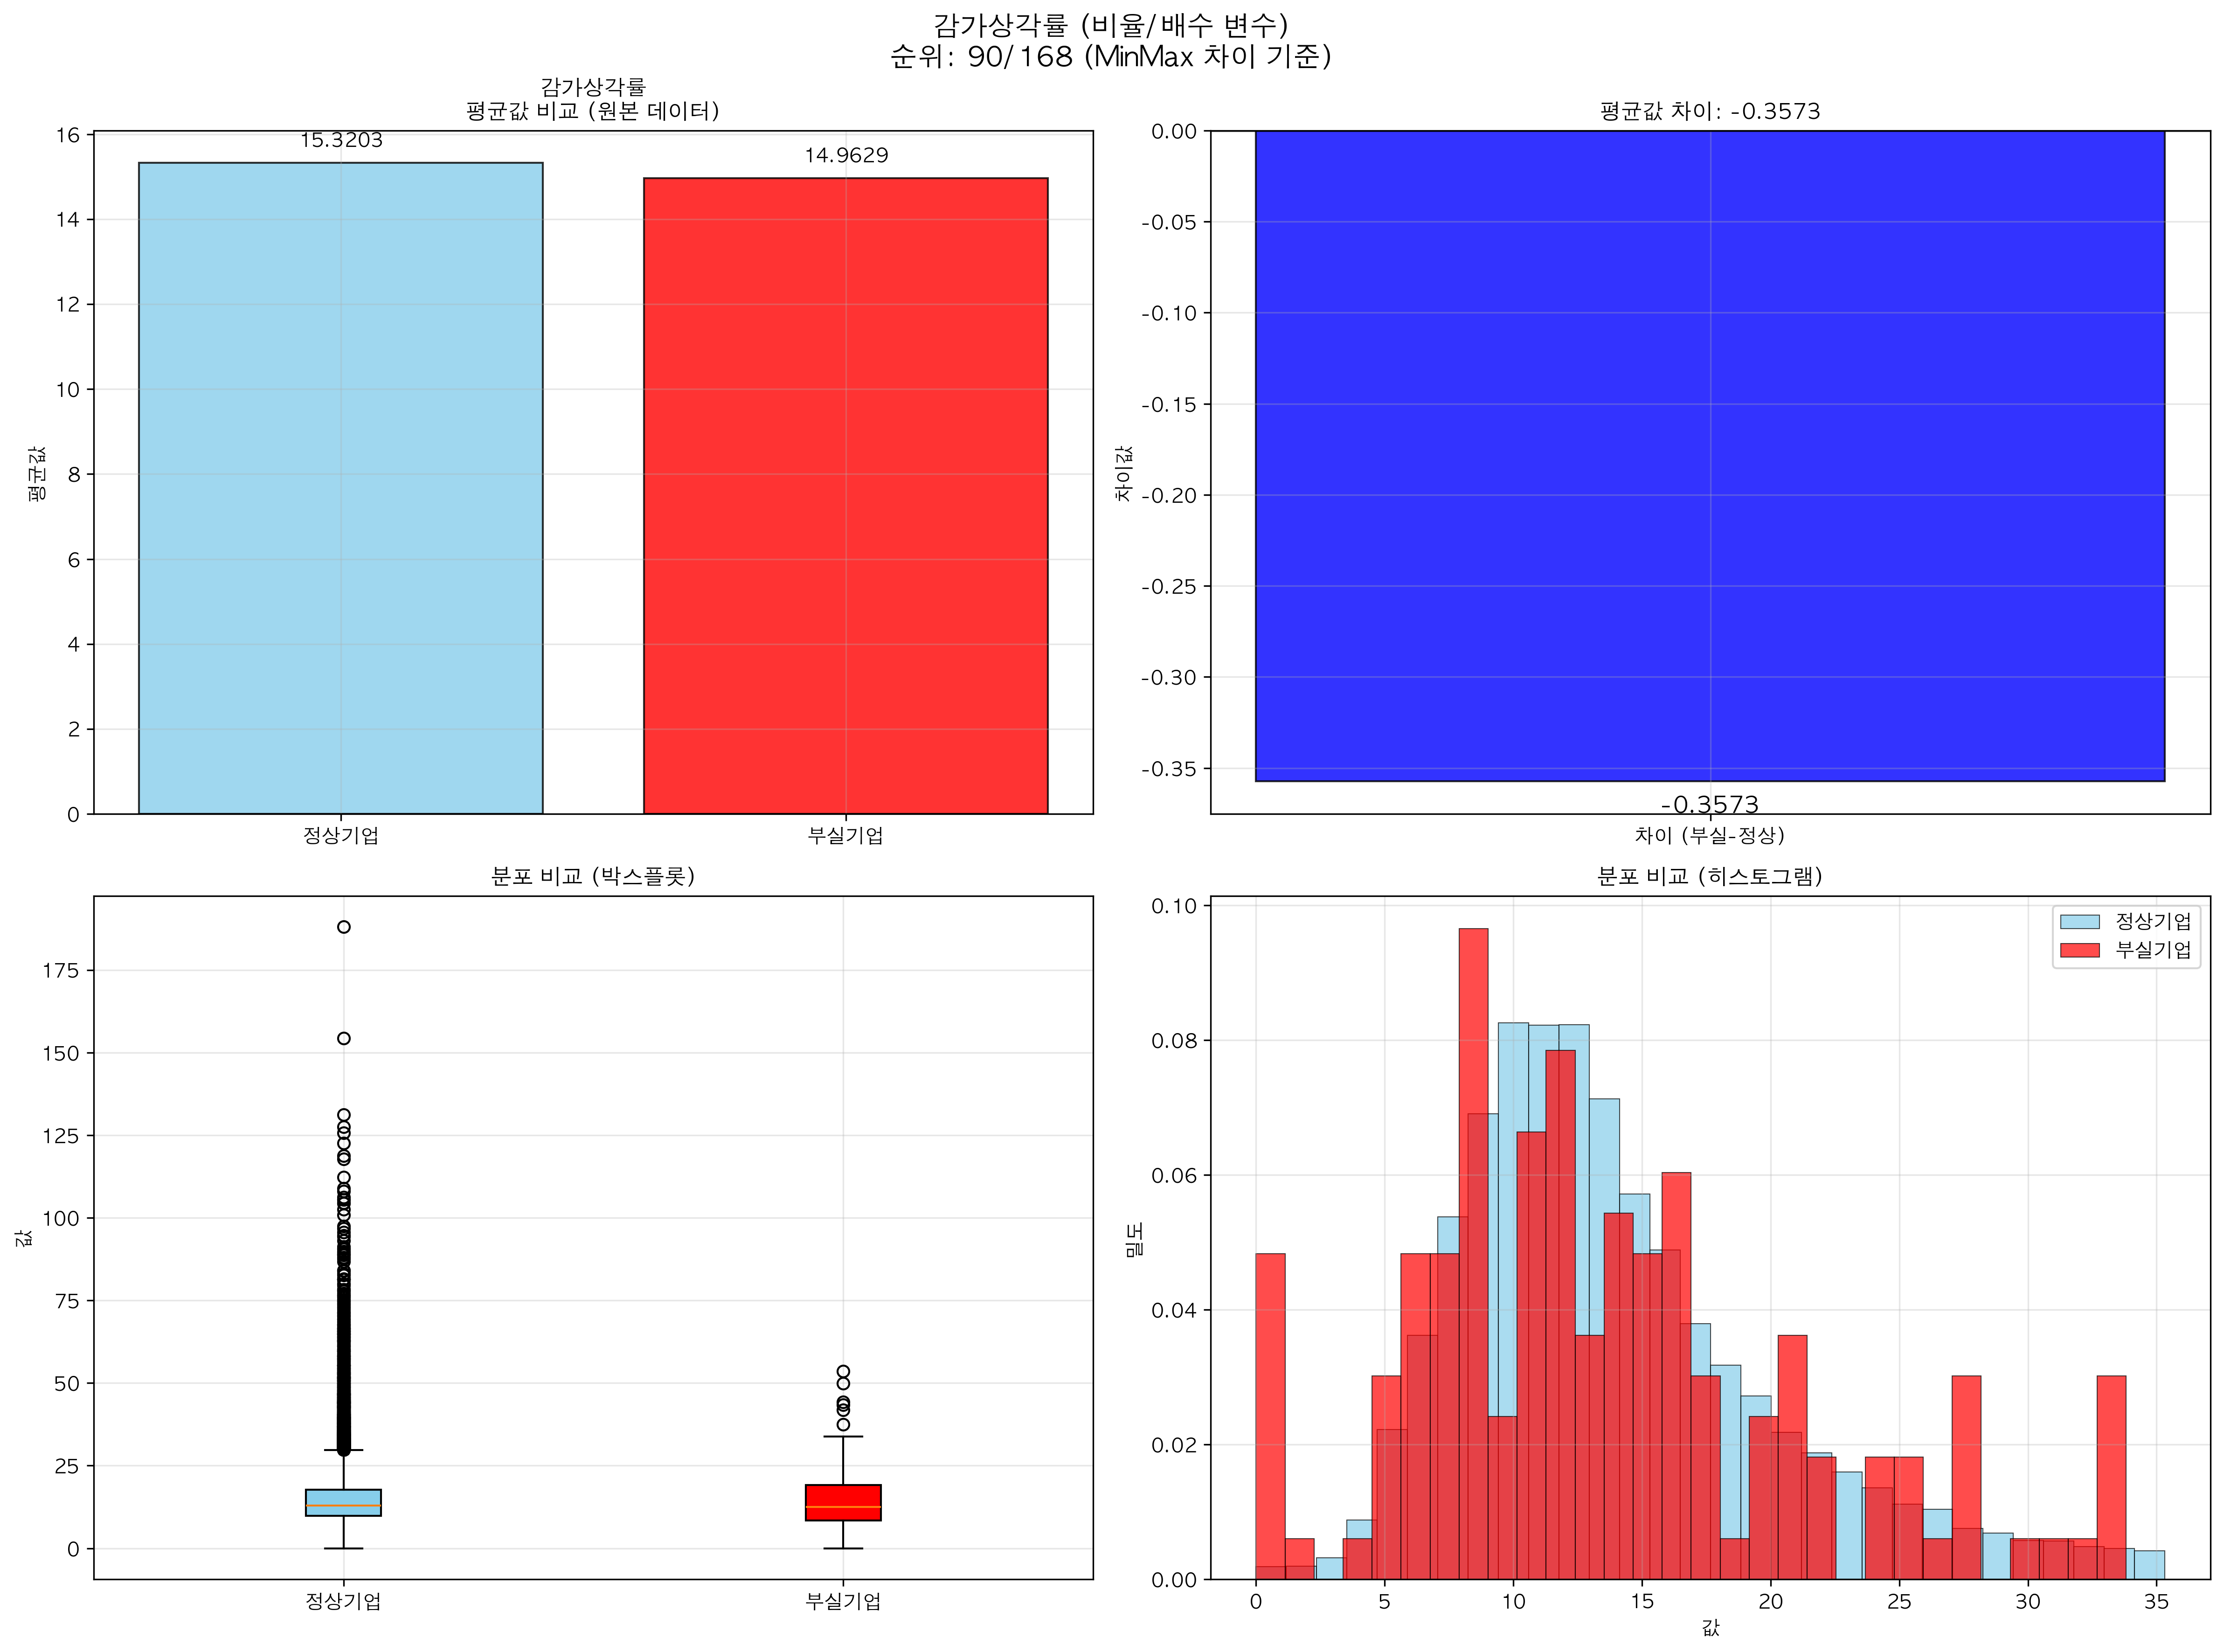 감가상각률 (비율/배수 변수)
순위: 90/168 (MinMax 차이 기준)
감가상각률
평균값 비교 (원본 데이터)
15.3203
14.9629
16
14
12
10
8
6
4
2
0
평균값
정상기업
부실기업
평균값 차이: -0.3573
0.00
-0.05
-0.10
-0.15
-0.20
-0.25
-0.30
-0.35
차이값
-0.3573
차이 (부실-정상)
분포 비교 (박스플롯)
175
150
125
100
75
50
25
0
값
정상기업
부실기업
분포 비교 (히스토그램)
정상기업
부실기업
0.10
0.08
0.06
0.04
0.02
0.00
밀도
0 5 10 15 20 25 30 35
값